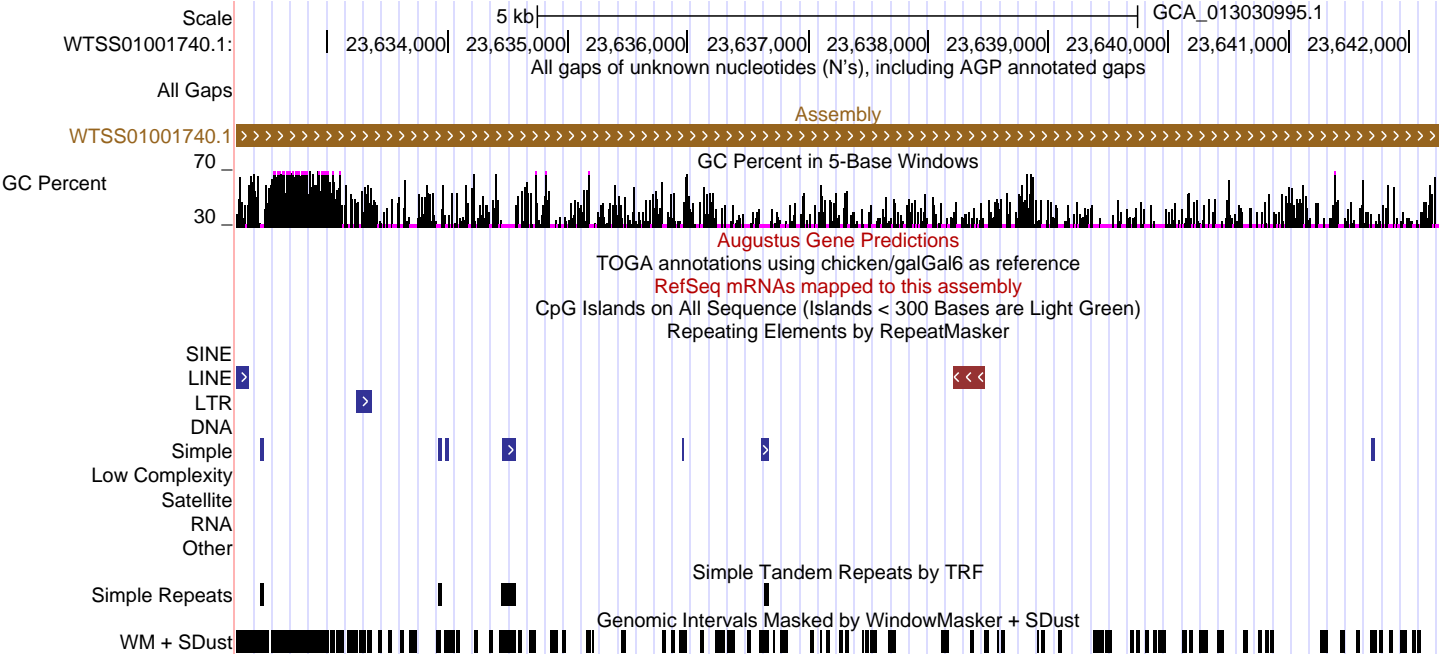 Scale 5 kb GCA_013030995.1
WTSS01001740.1: 23,634,000 23,635,000 23,636,000 23,637,000 23,638,000 23,639,000 23,640,000 23,641,000 23,642,000
All gaps of unknown nucleotides (N's), including AGP annotated gaps
All Gaps
Assembly
WTSS01001740.1
GC Percent in 5-Base Windows
70
GC Percent
30
Augustus Gene Predictions
TOGA annotations using chicken/galGal6 as reference
RefSeq mRNAs mapped to this assembly
CpG Islands on All Sequence (Islands < 300 Bases are Light Green)
Repeating Elements by RepeatMasker
SINE
LINE
LTR
DNA
Simple
Low Complexity
Satellite
RNA
Other
Simple Tandem Repeats by TRF
Simple Repeats
Genomic Intervals Masked by WindowMasker + SDust
WM + SDust